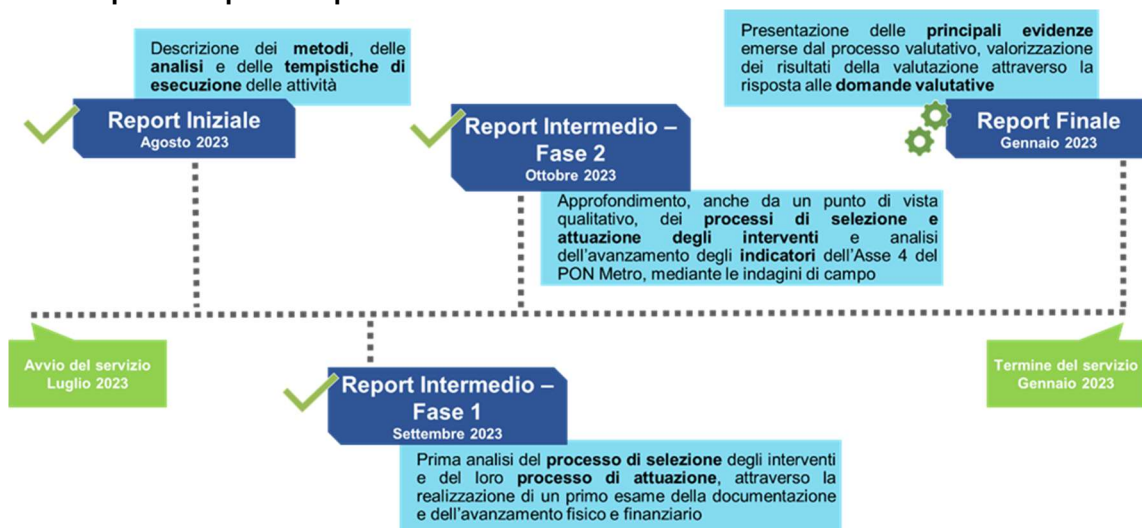 Descrizione dei metodi, delle
analisi e delle tempistiche di
esecuzione delle attività
Report Iniziale
Agosto 2023
Report Intermedio –
Fase 2
Ottobre 2023
Approfondimento, anche da un punto di vista
qualitativo, dei processi di selezione e
attuazione degli interventi e analisi
dell'avanzamento degli indicatori dell'Asse 4 del
PON Metro, mediante le indagini di campo
Presentazione delle principali evidenze
emerse dal processo valutativo, valorizzazione
dei risultati della valutazione attraverso la
risposta alle domande valutative
Report Finale
Gennaio 2023
Avvio del servizio
Luglio 2023
Termine del servizio
Gennaio 2023
Report Intermedio –
Fase 1
Settembre 2023
Prima analisi del processo di selezione degli interventi
e del loro processo di attuazione, attraverso la
realizzazione di un primo esame della documentazione
e dell'avanzamento fisico e finanziario